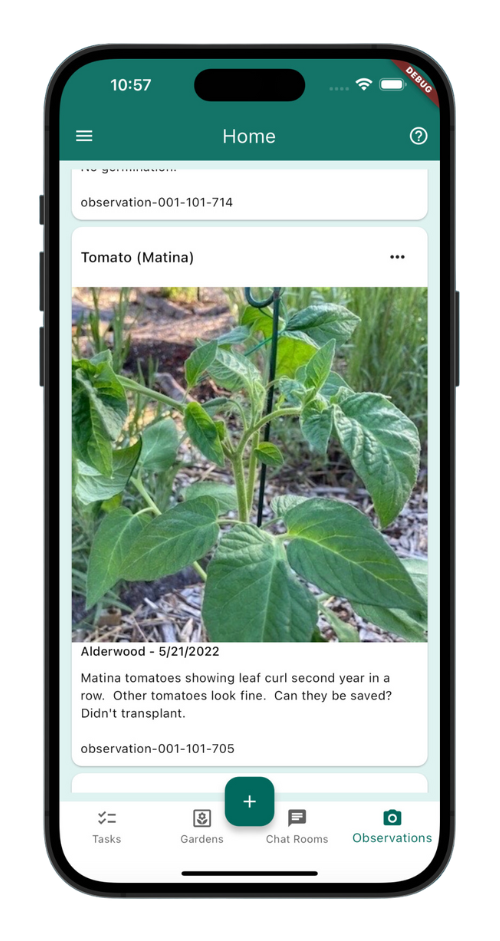 10:57
DEBUG
Home
No germination.
observation-001-101-714
Tomato (Matina)
Alderwood - 5/21/2022
Matina tomatoes showing leaf curl second year in a
row.  Other tomatoes look fine.  Can they be saved?
Didn't transplant.
observation-001-101-705
Tasks
Gardens
Chat Rooms
Observations